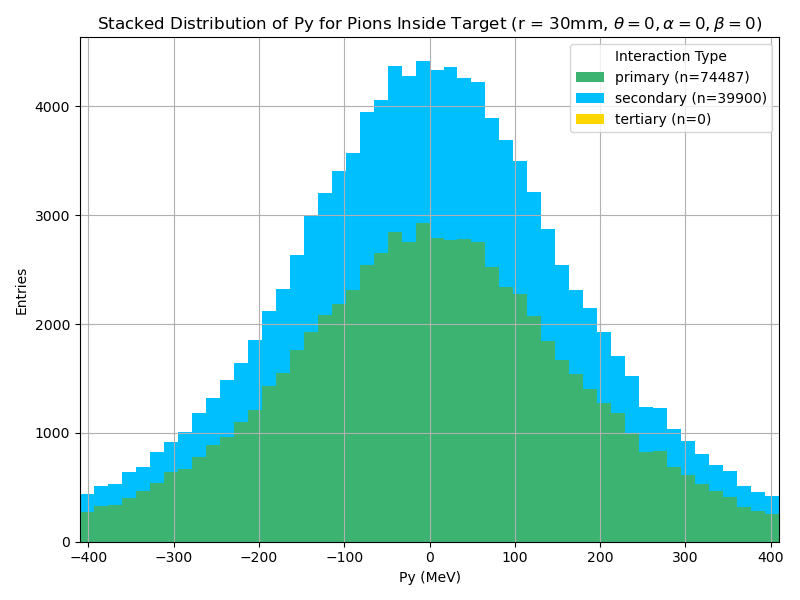 Stacked Distribution of Py for Pions Inside Target (r = 30mm, θ = 0, α = 0, β = 0)
Interaction Type
primary (n=74487)
secondary (n=39900)
tertiary (n=0)
Entries
4000
3000
2000
1000
0
−400 −300 −200 −100 0 100 200 300 400
Py (MeV)